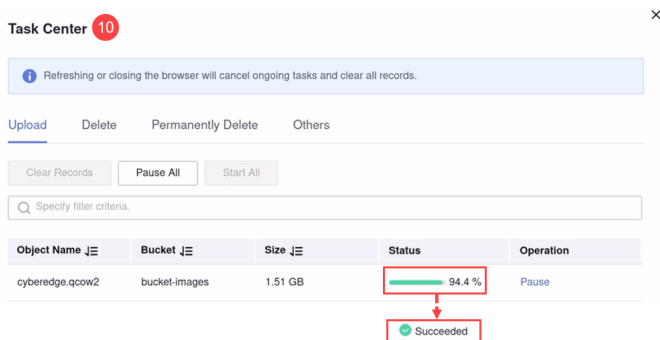 Task Center 10
Refreshing or closing the browser will cancel ongoing tasks and clear all records.
Upload Delete Permanently Delete Others
Clear Records Pause All Start All
Specify filter criteria.
Object Name Bucket Size Status Operation
cyberedge.qcow2 bucket-images 1.51 GB 94.4 % Pause
Succeeded